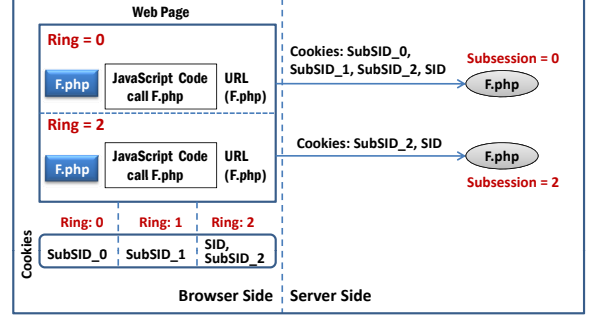 Web Page
Ring = 0
F.php
JavaScript Code
call F.php
URL
(F.php)
Cookies: SubSID_0,
SubSID_1, SubSID_2, SID
Subsession = 0
F.php
Ring = 2
F.php
JavaScript Code
call F.php
URL
(F.php)
Cookies: SubSID_2, SID
F.php
Subsession = 2
Ring: 0
Ring: 1
Ring: 2
Cookies
SubSID_0
SubSID_1
SID,
SubSID_2
Browser Side
Server Side